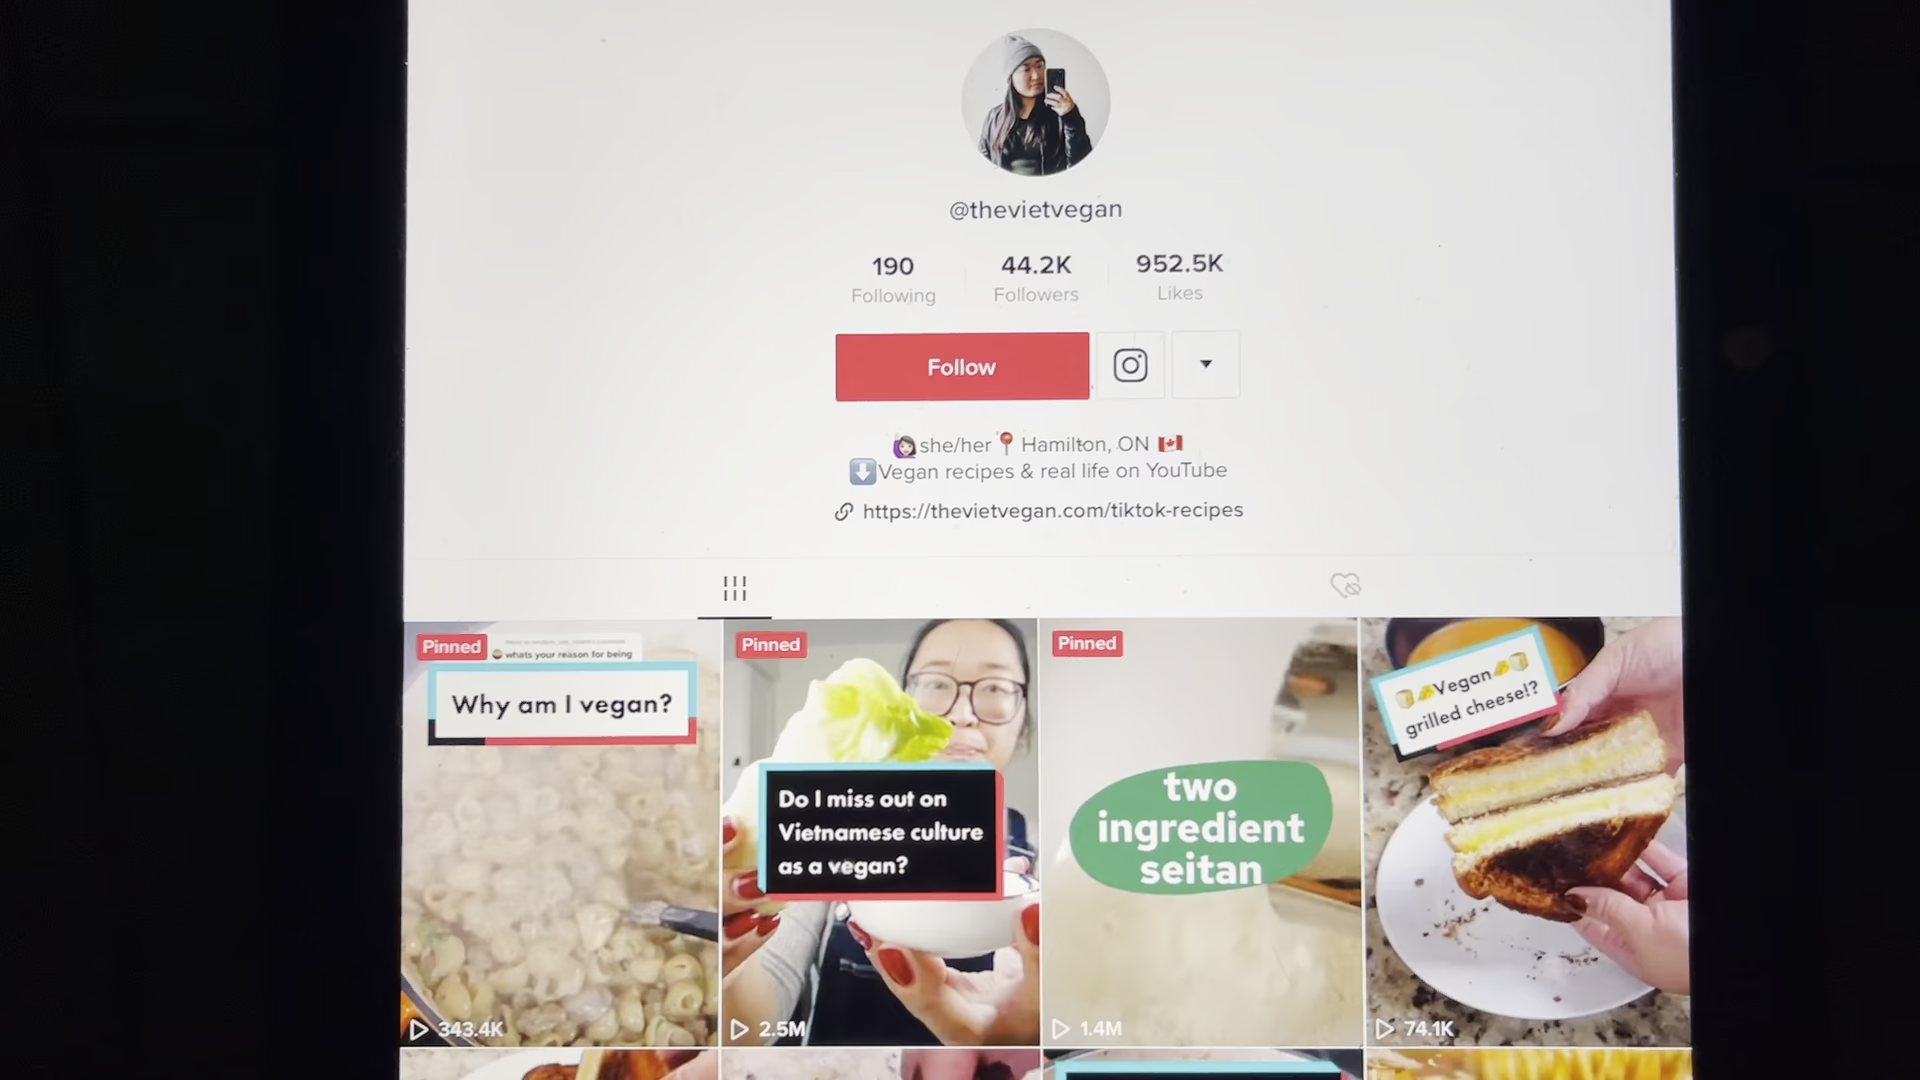 @thevietvegan
190
Following
44.2K
Followers
952.5K
Likes
Follow
she/her Hamilton, ON
Vegan recipes & real life on YouTube
https://thevietvegan.com/tiktok-recipes
Pinned
whats your reason for being
Why am I vegan?
343.4K
Pinned
Do I miss out on
Vietnamese culture
as a vegan?
2.5M
Pinned
two
ingredient
seitan
1.4M
Vegan
grilled cheese!?
74.1K